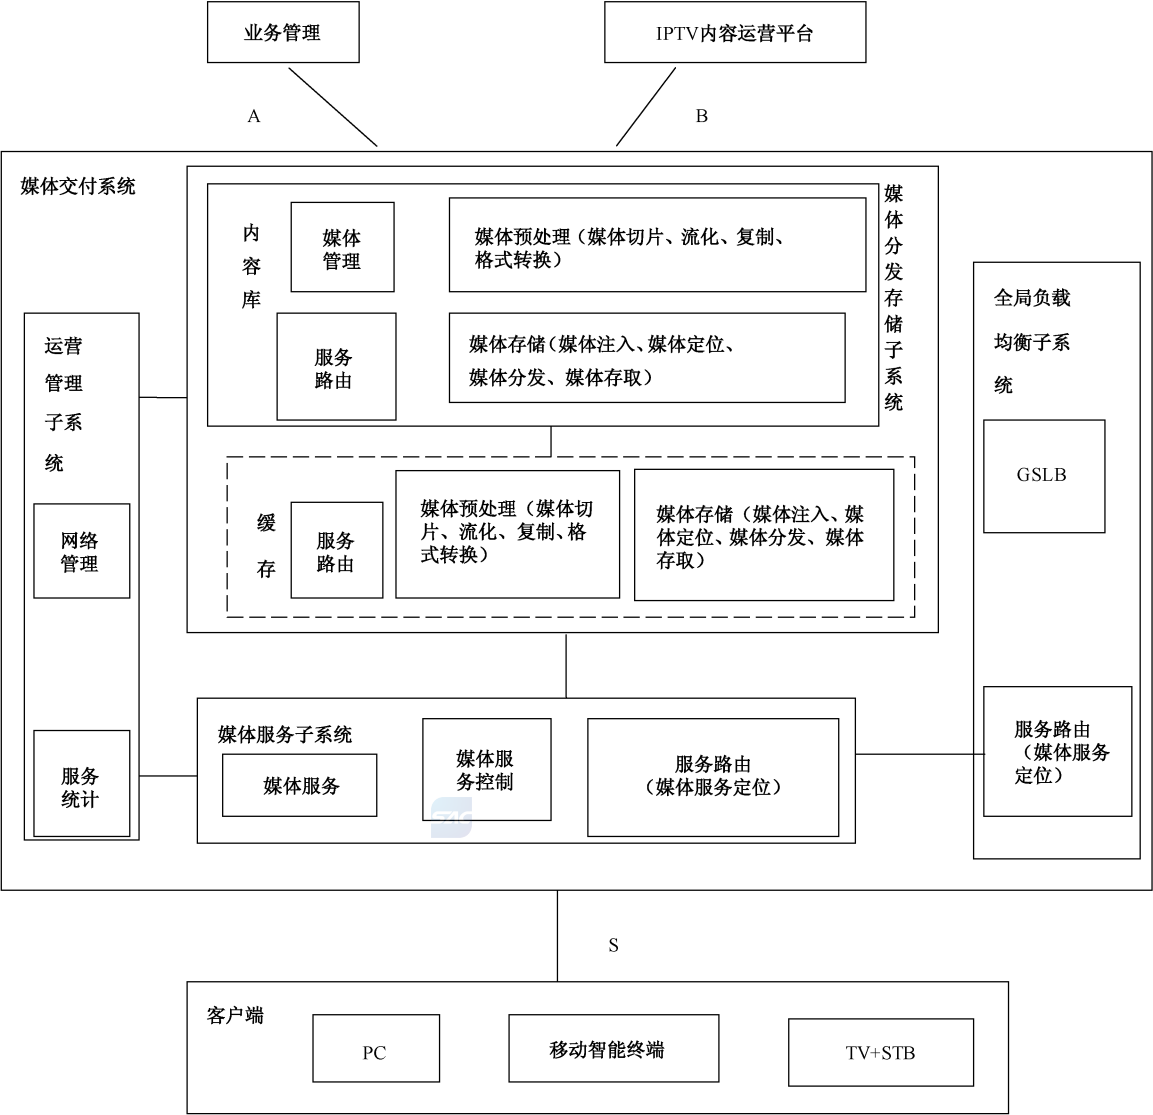 业务管理
IPTV内容运营平台
A
B
媒体交付系统
媒体分发存储子系统
内容库
媒体
管理
媒体预处理（媒体切片、流化、复制、
格式转换）
服务
路由
媒体存储（媒体注入、媒体定位、
媒体分发、媒体存取）
缓存
服务
路由
媒体预处理（媒体切
片、流化、复制、格
式转换）
媒体存储（媒体注入、媒
体定位、媒体分发、媒体
存取）
运营
管理
子系
统
网络
管理
服务
统计
全局负载
均衡子系
统
GSLB
服务路由
（媒体服务
定位）
媒体服务子系统
媒体服务
媒体服
务控制
服务路由
（媒体服务定位）
SAC
S
客户端
PC
移动智能终端
TV+STB